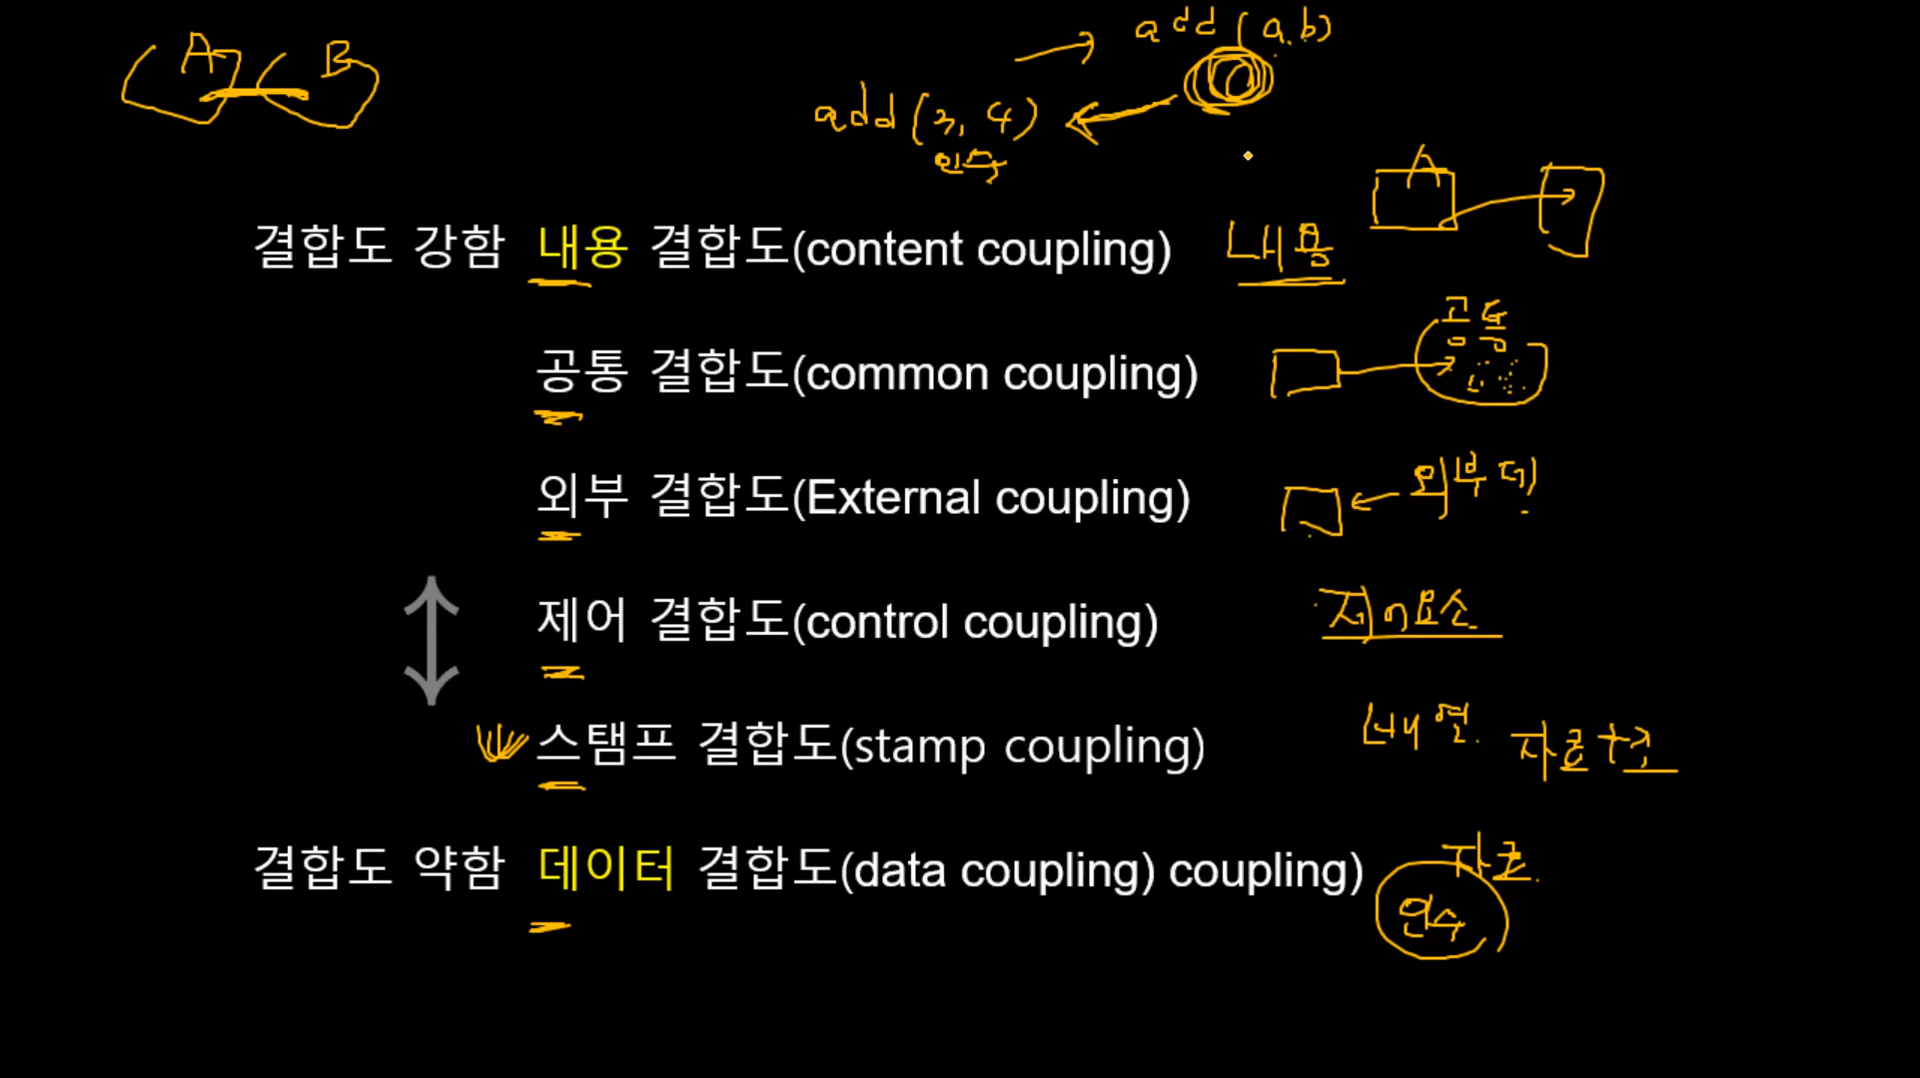 A B
add(a,b)
add(3, 4)
인수
A
결합도 강함 내용 결합도(content coupling) 내용
공통
공통 결합도(common coupling)
외부 결합도(External coupling) 외부 데
제어 결합도(control coupling) 제어요소
스탬프 결합도(stamp coupling) 배열. 자료구조
결합도 약함 데이터 결합도(data coupling) coupling) 자료.
인수